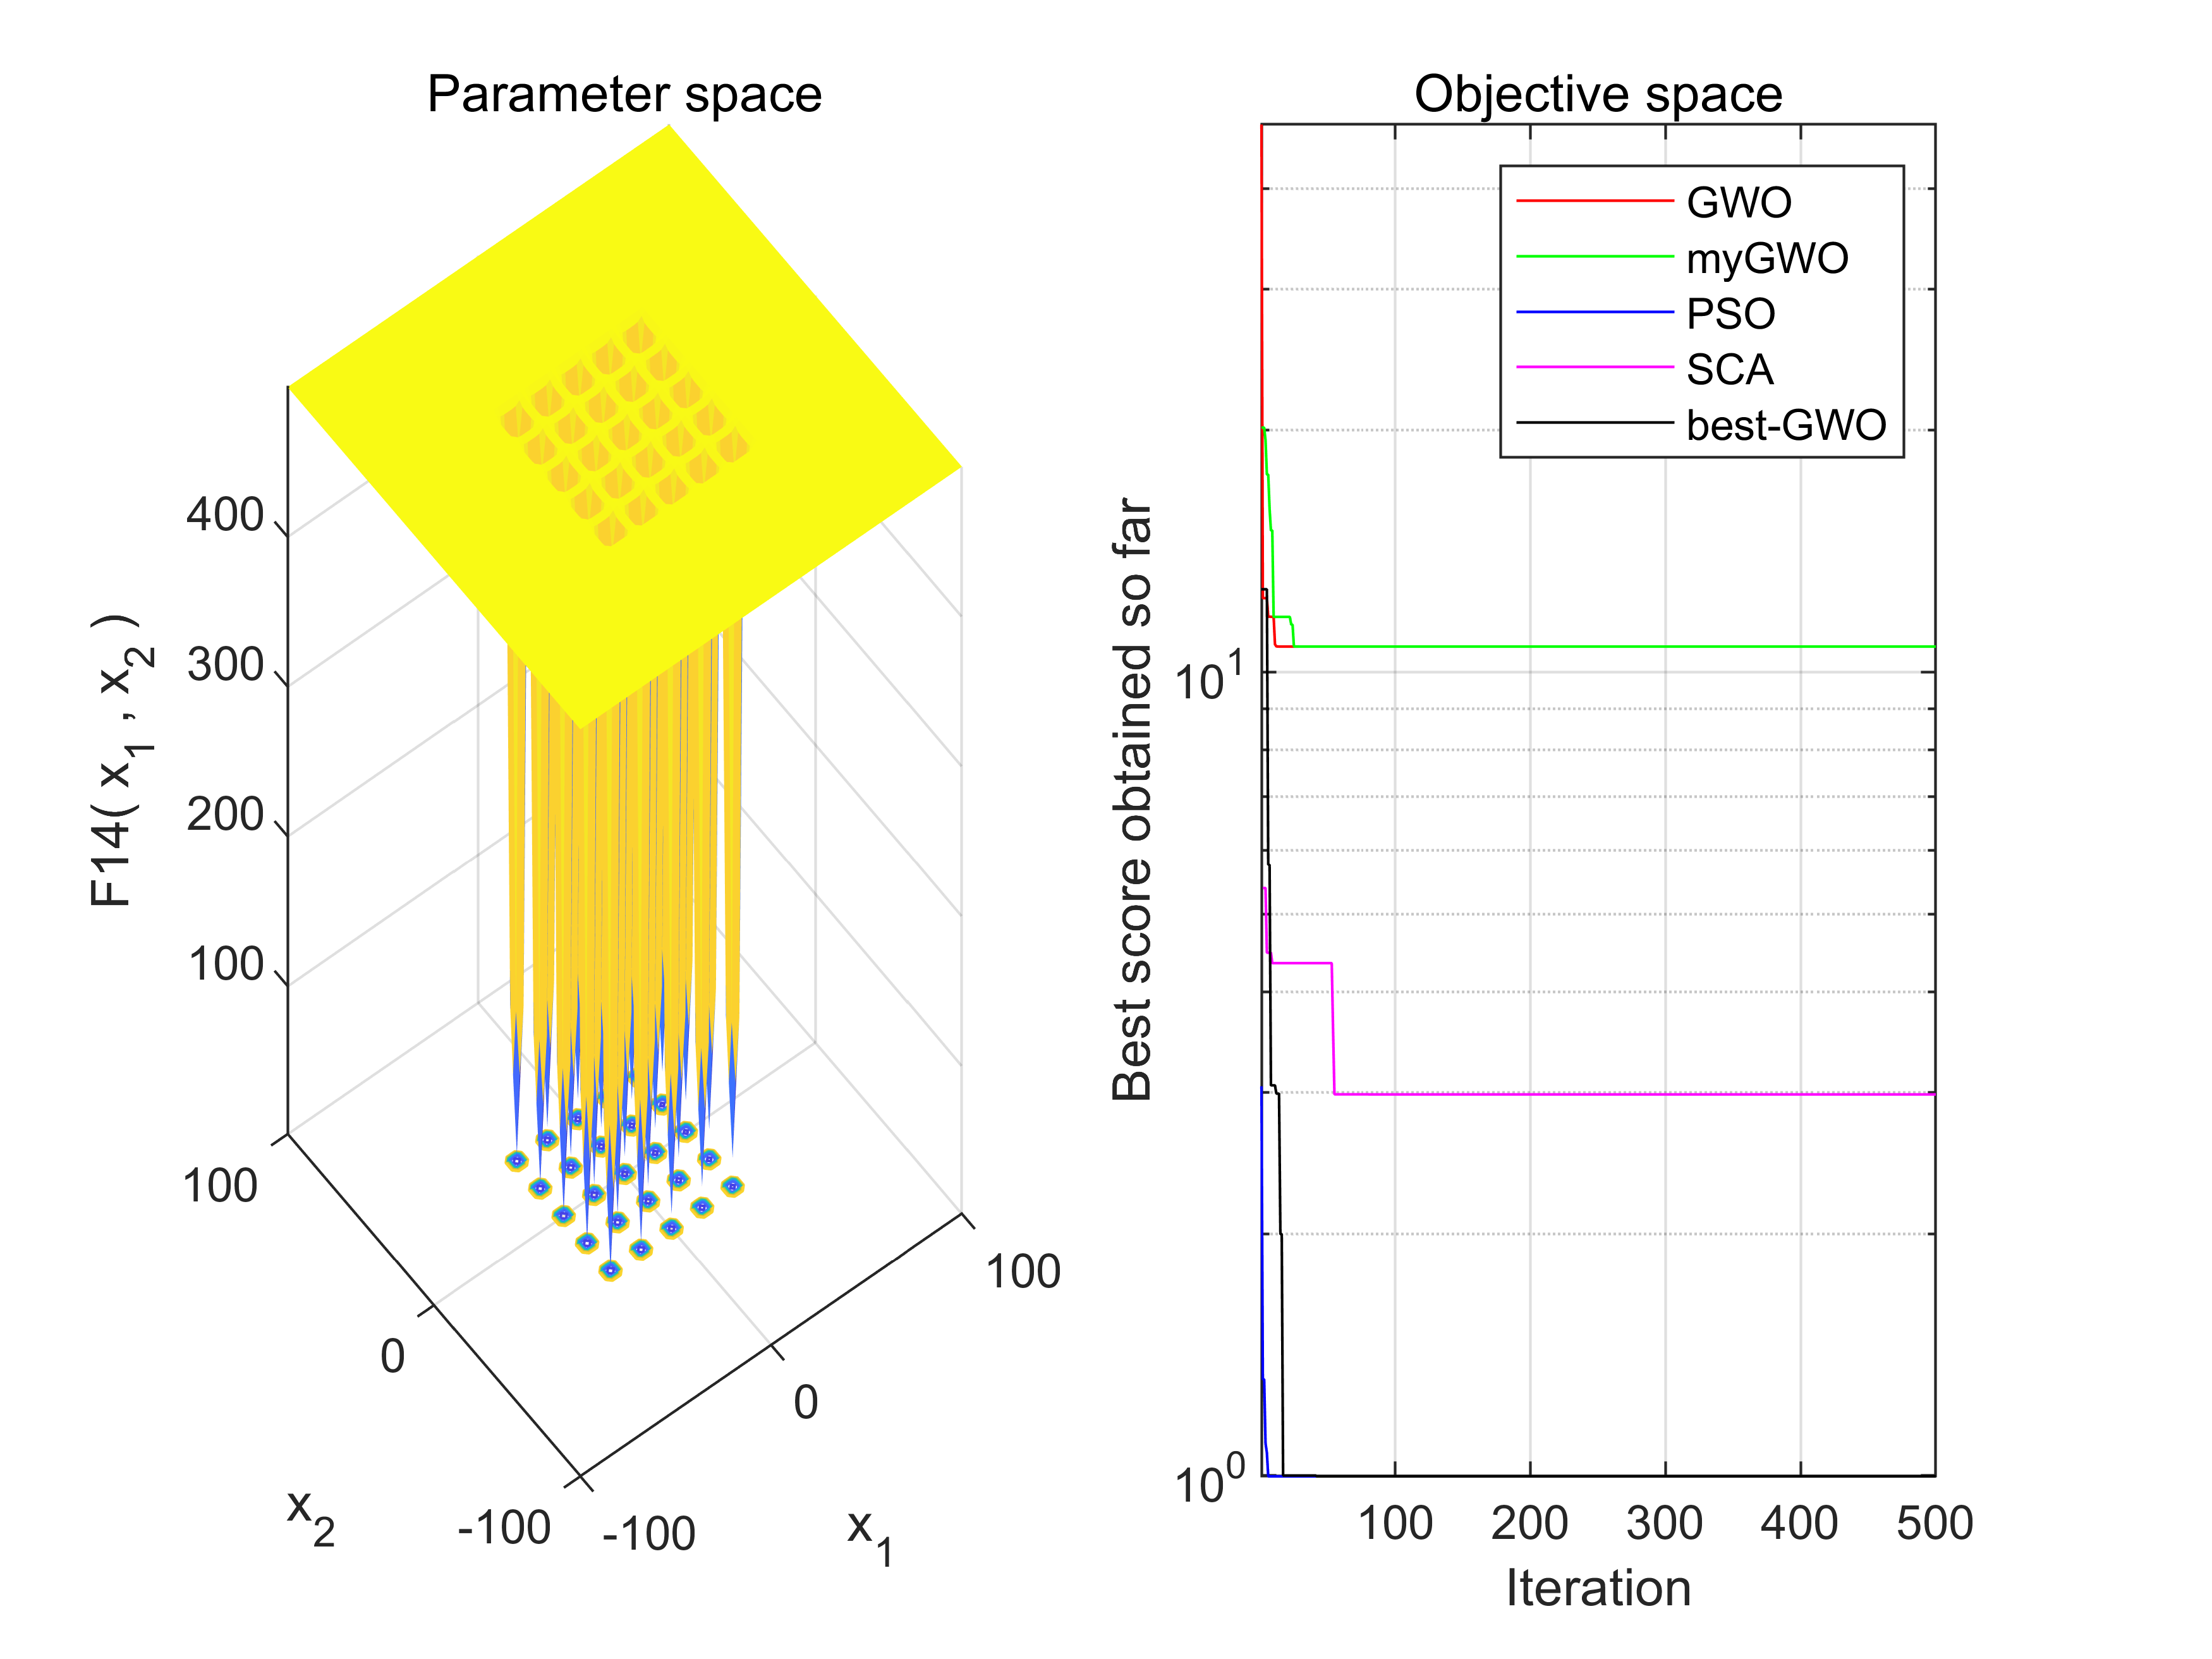 Parameter space
F14( x1 , x2 )
400
300
200
100
100
0
-100
x2
-100
0
100
x1
Objective space
Best score obtained so far
10^1
10^0
GWO
myGWO
PSO
SCA
best-GWO
100 200 300 400 500
Iteration